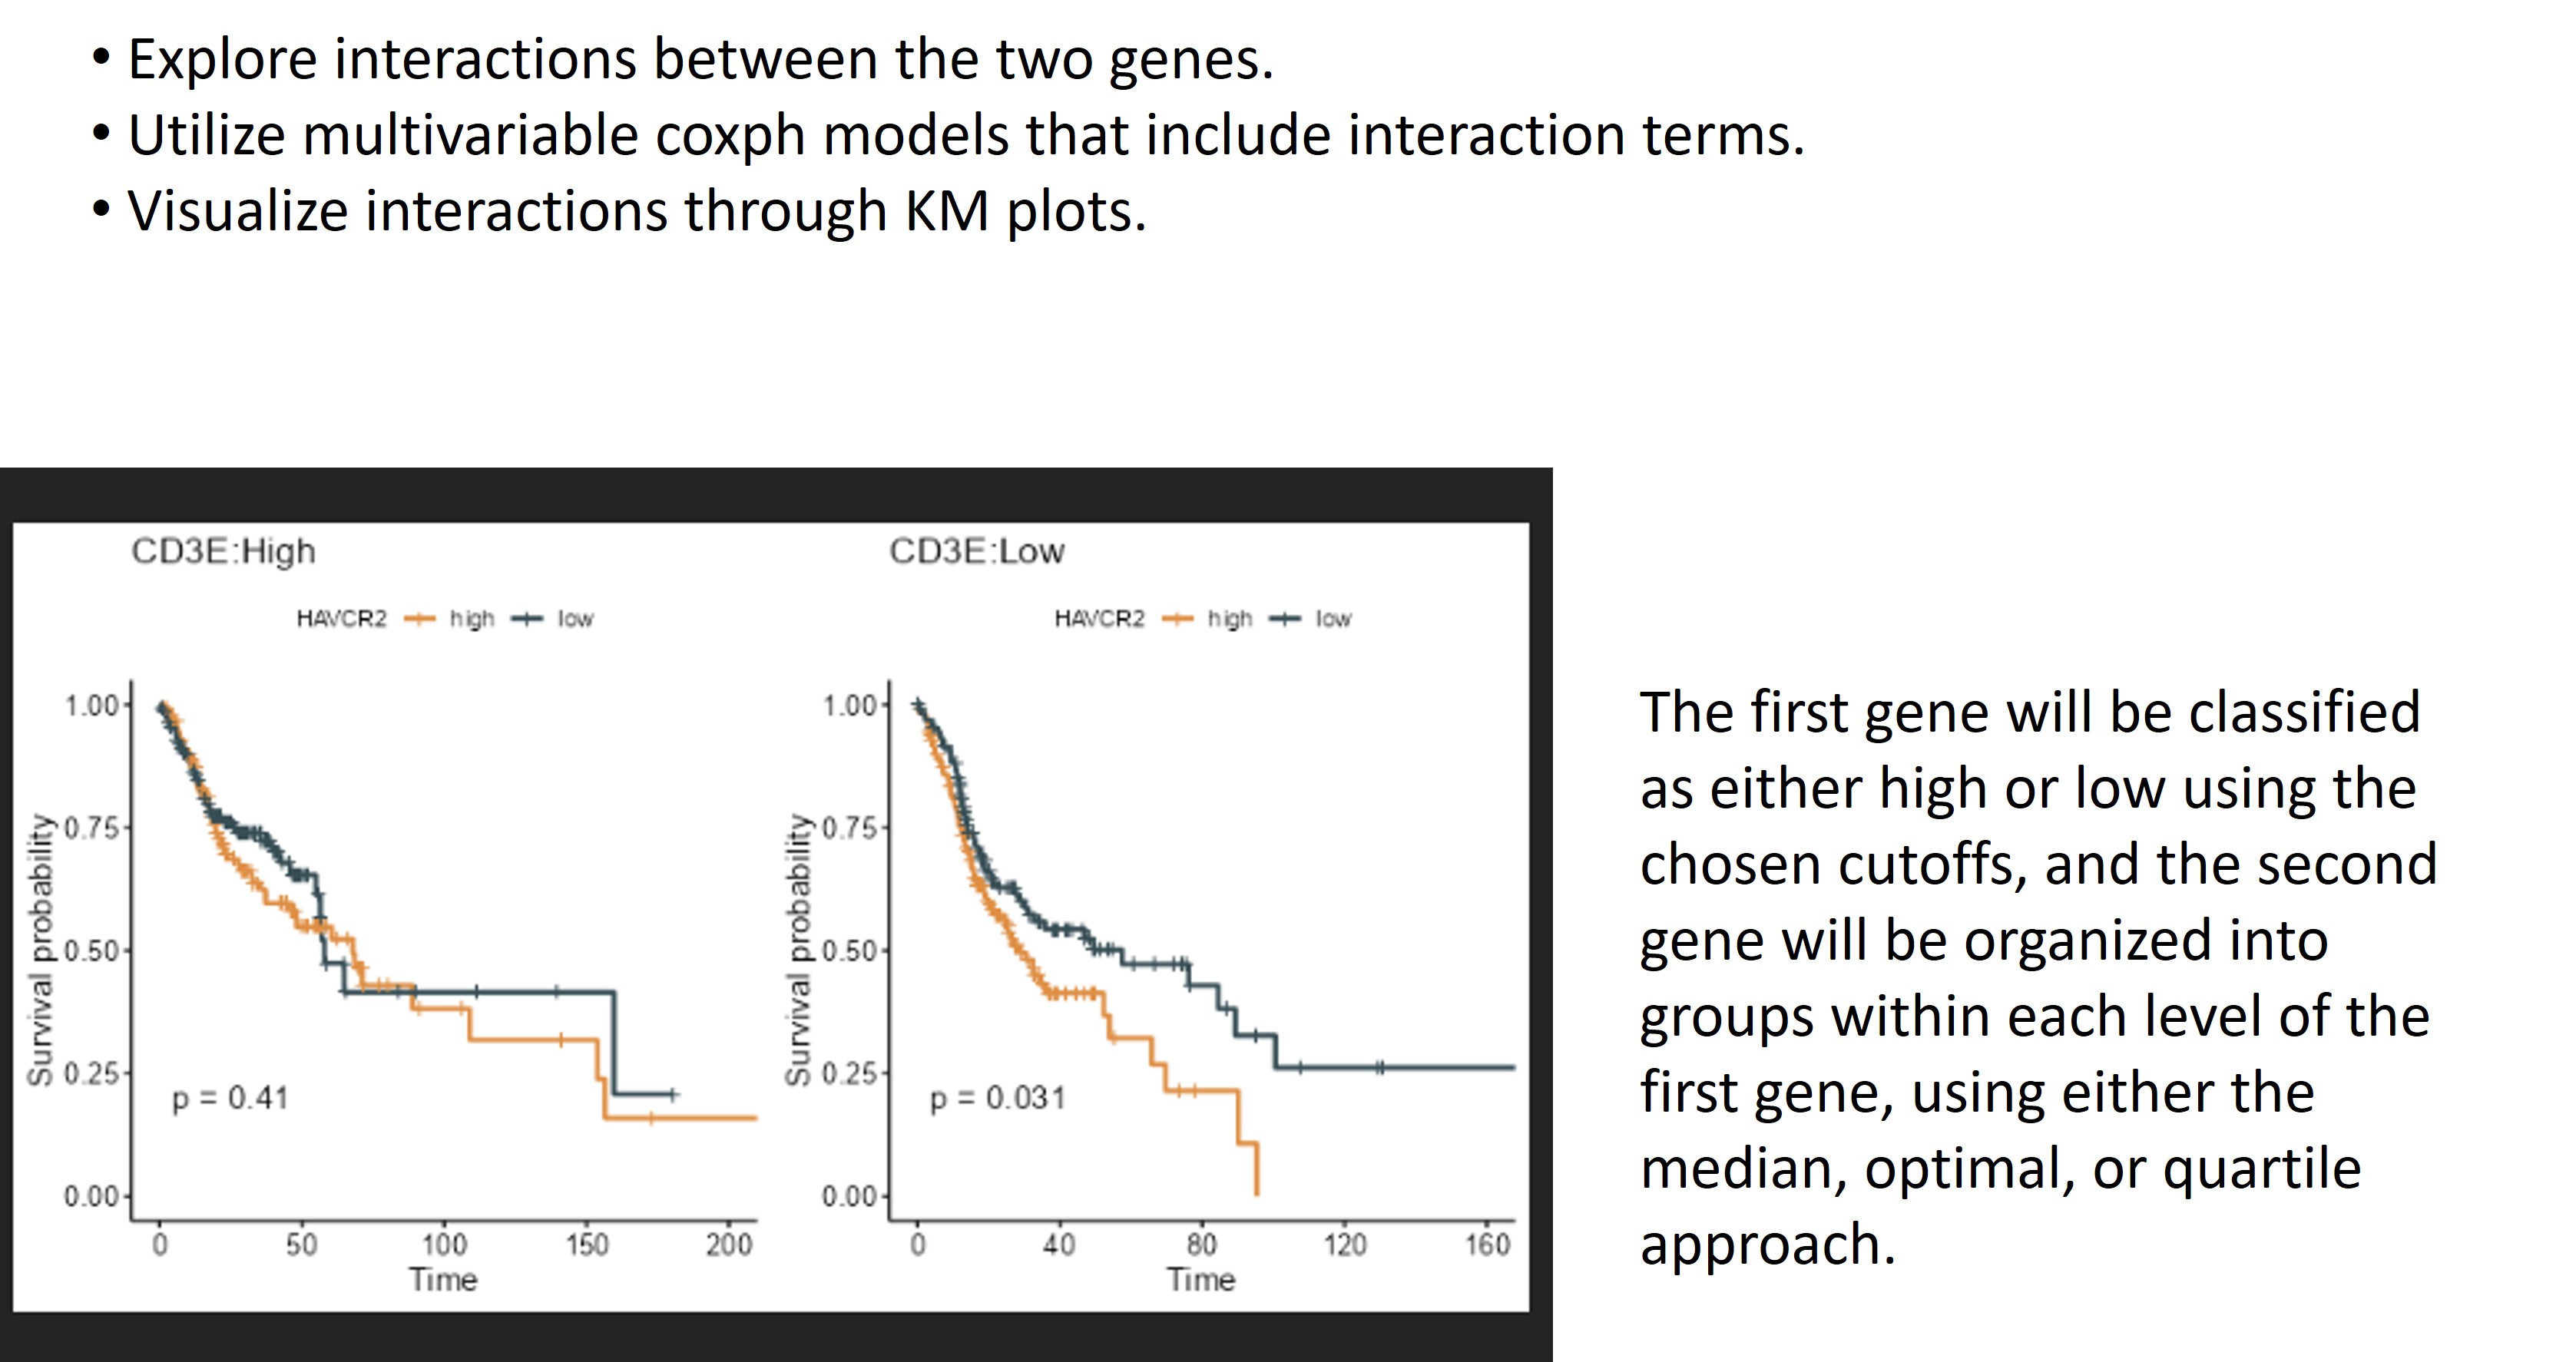 • Explore interactions between the two genes.
• Utilize multivariable coxph models that include interaction terms.
• Visualize interactions through KM plots.
CD3E:High
HAVCR2 high low
Survival probability
1.00
0.75
0.50
0.25
0.00
p = 0.41
0 50 100 150 200
Time
CD3E:Low
HAVCR2 high low
Survival probability
1.00
0.75
0.50
0.25
0.00
p = 0.031
0 40 80 120 160
Time
The first gene will be classified
as either high or low using the
chosen cutoffs, and the second
gene will be organized into
groups within each level of the
first gene, using either the
median, optimal, or quartile
approach.